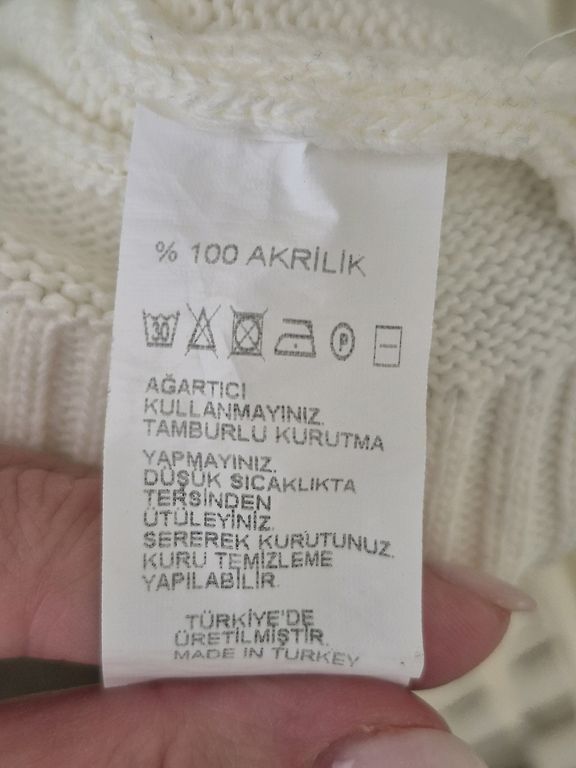 % 100 AKRİLİK
30 P
AĞARTICI
KULLANMAYINIZ.
TAMBURLU KURUTMA
YAPMAYINIZ.
DÜŞÜK SICAKLIKTA
TERSİNDEN
ÜTÜLEYİNİZ.
SEREREK KURUTUNUZ.
KURU TEMİZLEME
YAPILABİLİR.
TÜRKİYE'DE
ÜRETİLMİŞTİR.
MADE IN TURKEY